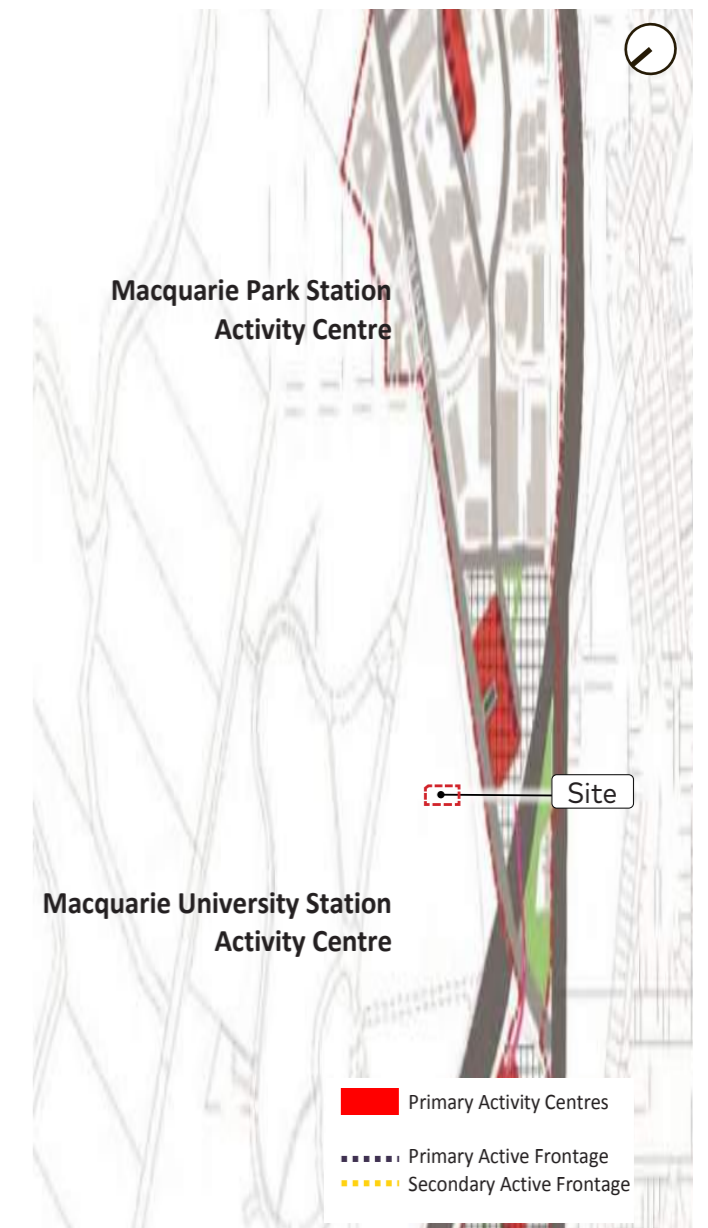 Macquarie Park Station
Activity Centre
Site
Macquarie University Station
Activity Centre
Primary Activity Centres
Primary Active Frontage
Secondary Active Frontage